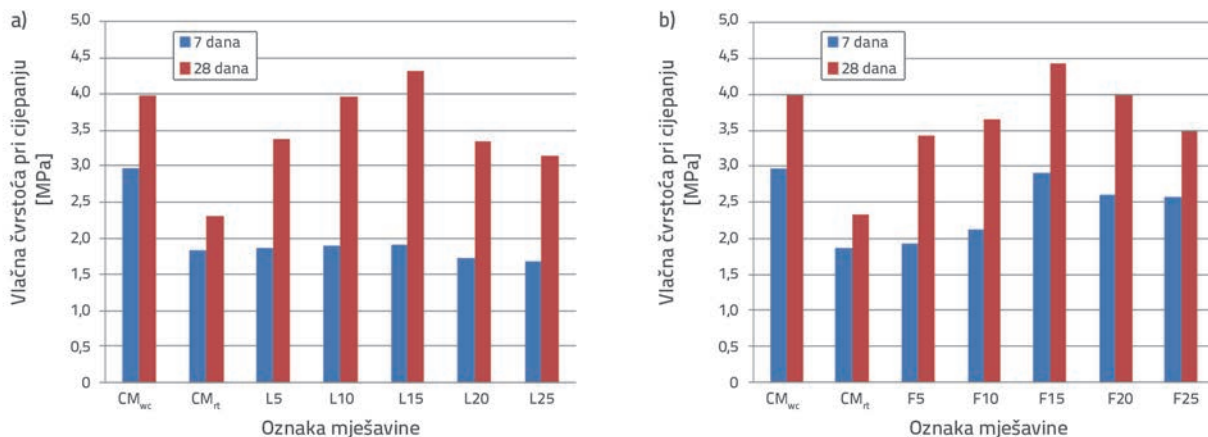 a)
Vlačna čvrstoća pri cijepanju
[MPa]
5,0
4,5
4,0
3,5
3,0
2,5
2,0
1,5
1,0
0,5
0
7 dana
28 dana
CMwc CMrt L5 L10 L15 L20 L25
Oznaka mješavine
b)
Vlačna čvrstoća pri cijepanju
[MPa]
5,0
4,5
4,0
3,5
3,0
2,5
2,0
1,5
1,0
0,5
0
7 dana
28 dana
CMwc CMrt F5 F10 F15 F20 F25
Oznaka mješavine